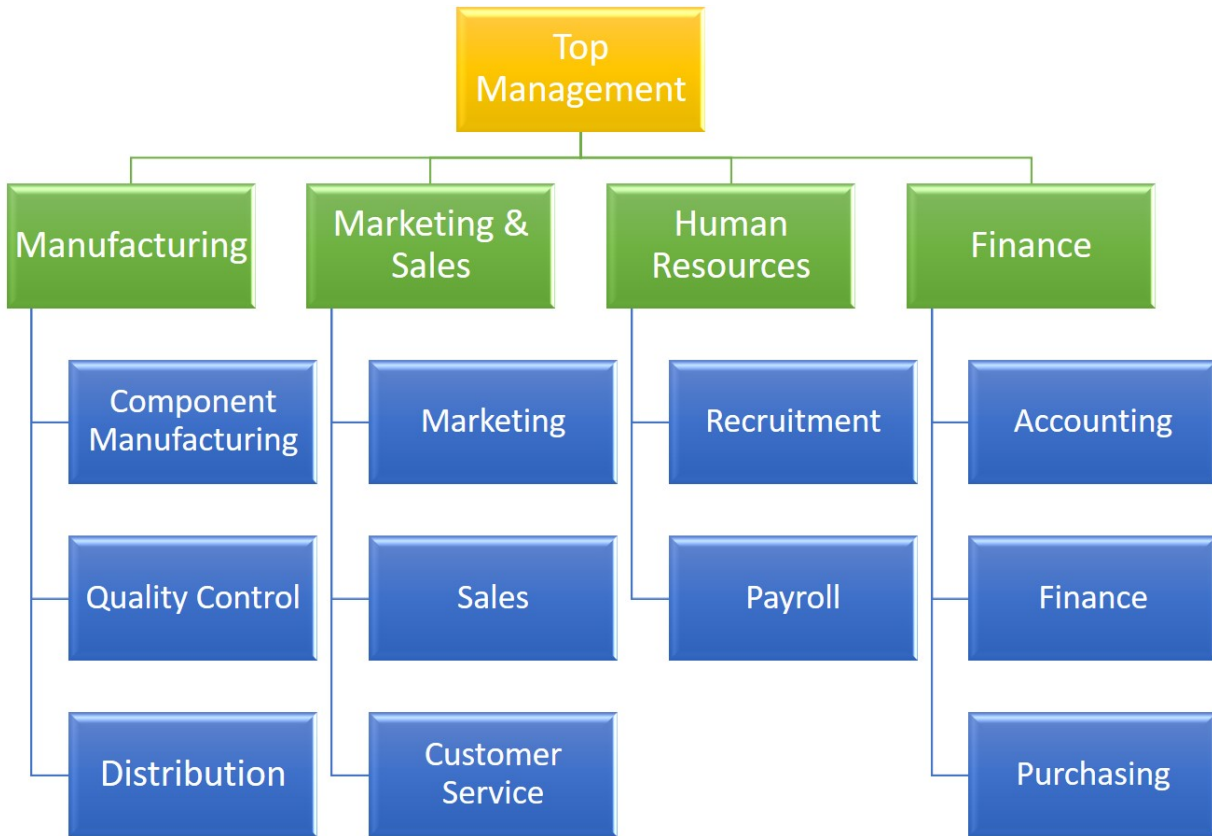 Top
Management
Manufacturing
Marketing &
Sales
Human
Resources
Finance
Component
Manufacturing
Marketing
Recruitment
Accounting
Quality Control
Sales
Payroll
Finance
Distribution
Customer
Service
Purchasing